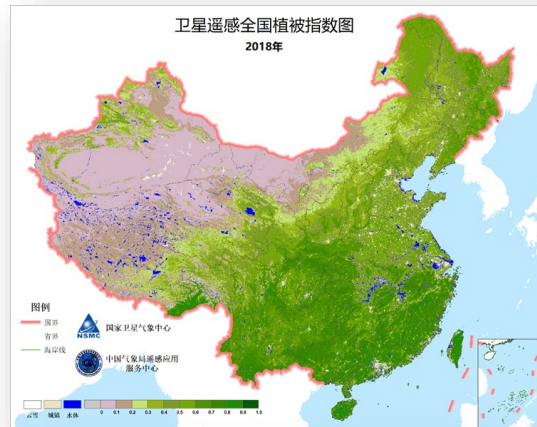 卫星遥感全国植被指数图
2018年
图例
国界
省界
海岸线
NSMC
国家卫星气象中心
中国气象局遥感应用
服务中心
云雪 城镇 水体 0 0.1 0.2 0.3 0.4 0.5 0.6 0.7 0.8 0.9 1.0